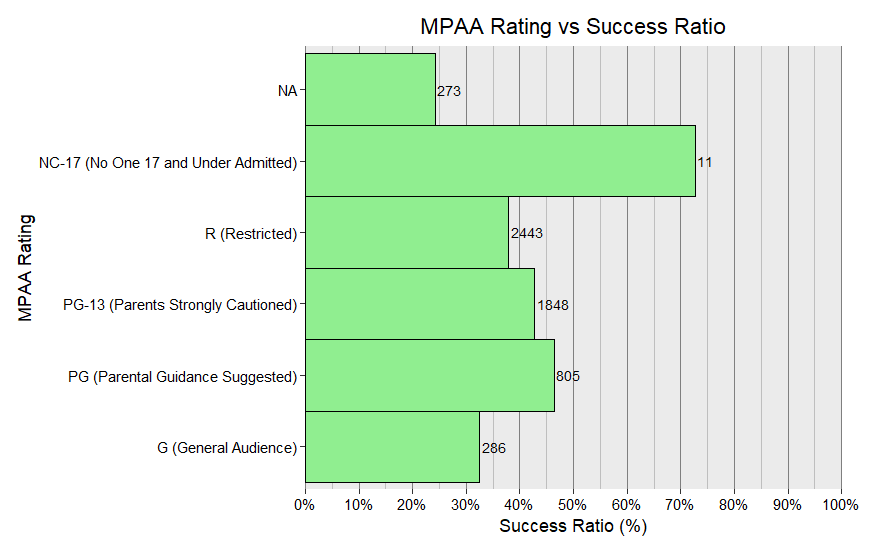 MPAA Rating vs Success Ratio
MPAA Rating
NA 273
NC-17 (No One 17 and Under Admitted) 11
R (Restricted) 2443
PG-13 (Parents Strongly Cautioned) 1848
PG (Parental Guidance Suggested) 805
G (General Audience) 286
0% 10% 20% 30% 40% 50% 60% 70% 80% 90% 100%
Success Ratio (%)